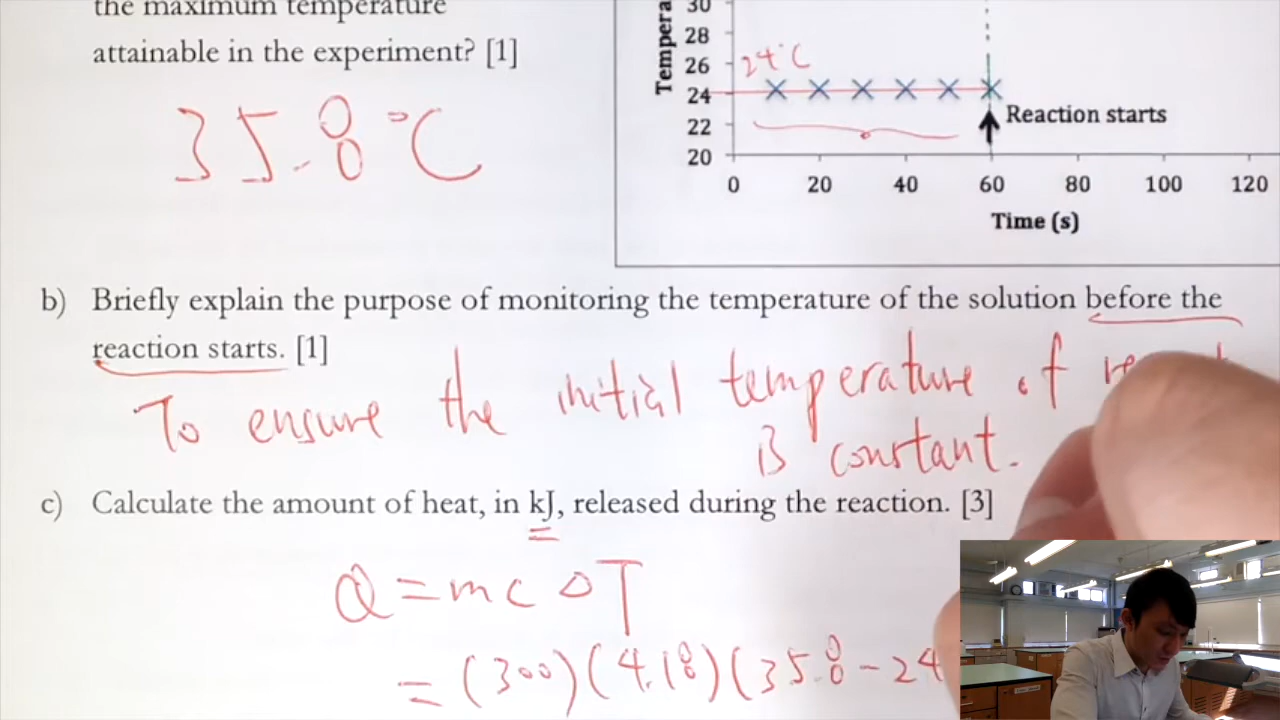 the maximum temperature
attainable in the experiment? [1]
35.8°C
Tempera
30
28
26
24
22
20
24°C
Reaction starts
0 20 40 60 80 100 120
Time (s)
b) Briefly explain the purpose of monitoring the temperature of the solution before the
reaction starts. [1]
To ensure the initial temperature of
is constant.
c) Calculate the amount of heat, in kJ, released during the reaction. [3]
Q = mc△T
= (300)(4.18)(35.8-24